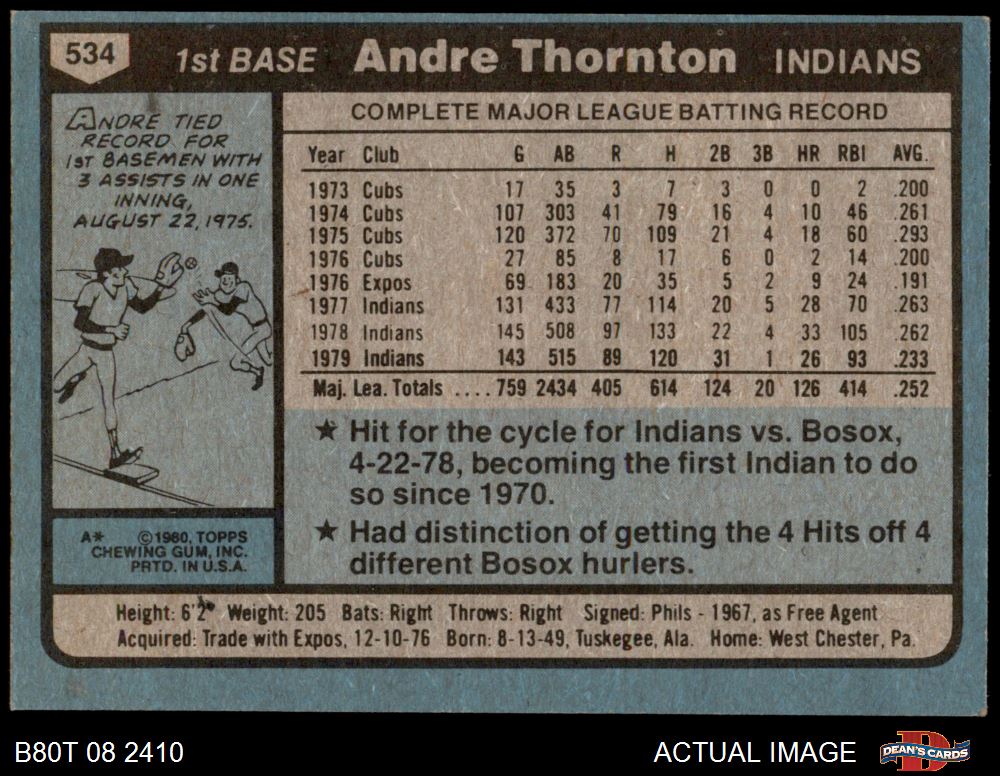 534 1st BASE Andre Thornton INDIANS
ANDRE TIED
RECORD FOR
1st BASEMEN WITH
3 ASSISTS IN ONE
INNING,
AUGUST 22, 1975.
A* ©1980, TOPPS
CHEWING GUM, INC.
PRTD. IN U.S.A.
COMPLETE MAJOR LEAGUE BATTING RECORD
Year Club G AB R H 2B 3B HR RBI AVG.
1973 Cubs 17 35 3 7 3 0 0 2 .200
1974 Cubs 107 303 41 79 16 4 10 46 .261
1975 Cubs 120 372 70 109 21 4 18 60 .293
1976 Cubs 27 85 8 17 6 0 2 14 .200
1976 Expos 69 183 20 35 5 2 9 24 .191
1977 Indians 131 433 77 114 20 5 28 70 .263
1978 Indians 145 508 97 133 22 4 33 105 .262
1979 Indians 143 515 89 120 31 1 26 93 .233
Maj. Lea. Totals ....759 2434 405 614 124 20 126 414 .252
★ Hit for the cycle for Indians vs. Bosox,
4-22-78, becoming the first Indian to do
so since 1970.
★ Had distinction of getting the 4 Hits off 4
different Bosox hurlers.
Height: 6'2" Weight: 205 Bats: Right Throws: Right Signed: Phils - 1967, as Free Agent
Acquired: Trade with Expos, 12-10-76 Born: 8-13-49, Tuskegee, Ala. Home: West Chester, Pa.
B80T 08 2410 ACTUAL IMAGE D DEAN'S CARDS